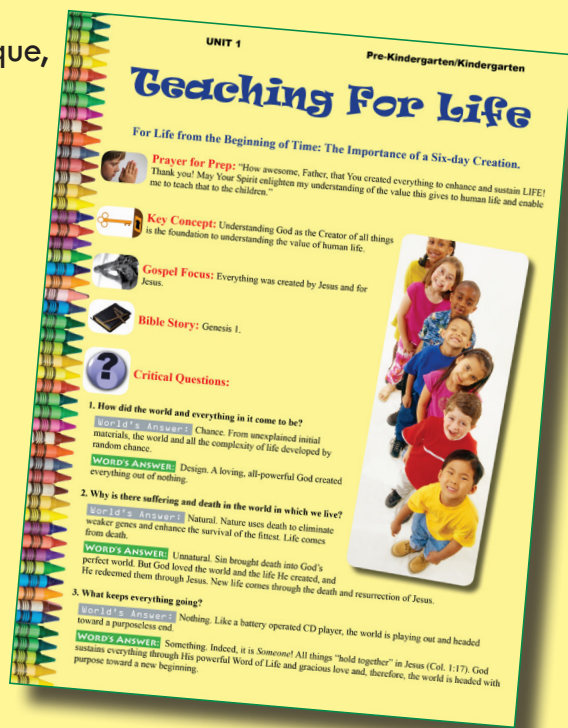 que,
UNIT 1
Pre-Kindergarten/Kindergarten
Teaching For Life
For Life from the Beginning of Time: The Importance of a Six-day Creation.
Prayer for Prep: "How awesome, Father, that You created everything to enhance and sustain LIFE!
Thank you! May Your Spirit enlighten my understanding of the value this gives to human life and enable
me to teach that to the children."
Key Concept: Understanding God as the Creator of all things
is the foundation to understanding the value of human life.
Gospel Focus: Everything was created by Jesus and for
Jesus.
Bible Story: Genesis 1.
?
Critical Questions:
1. How did the world and everything in it come to be?
World's Answer: Chance. From unexplained initial
materials, the world and all the complexity of life developed by
random chance.
WORD'S ANSWER: Design. A loving, all-powerful God created
everything out of nothing.
2. Why is there suffering and death in the world in which we live?
World's Answer: Natural. Nature uses death to eliminate
weaker genes and enhance the survival of the fittest. Life comes
from death.
WORD'S ANSWER: Unnatural. Sin brought death into God's
perfect world. But God loved the world and the life He created, and
He redeemed them through Jesus. New life comes through the death and resurrection of Jesus.
3. What keeps everything going?
World's Answer: Nothing. Like a battery operated CD player, the world is playing out and headed
toward a purposeless end.
WORD'S ANSWER: Something. Indeed, it is Someone! All things "hold together" in Jesus (Col. 1:17). God
sustains everything through His powerful Word of Life and gracious love and, therefore, the world is headed with
purpose toward a new beginning.